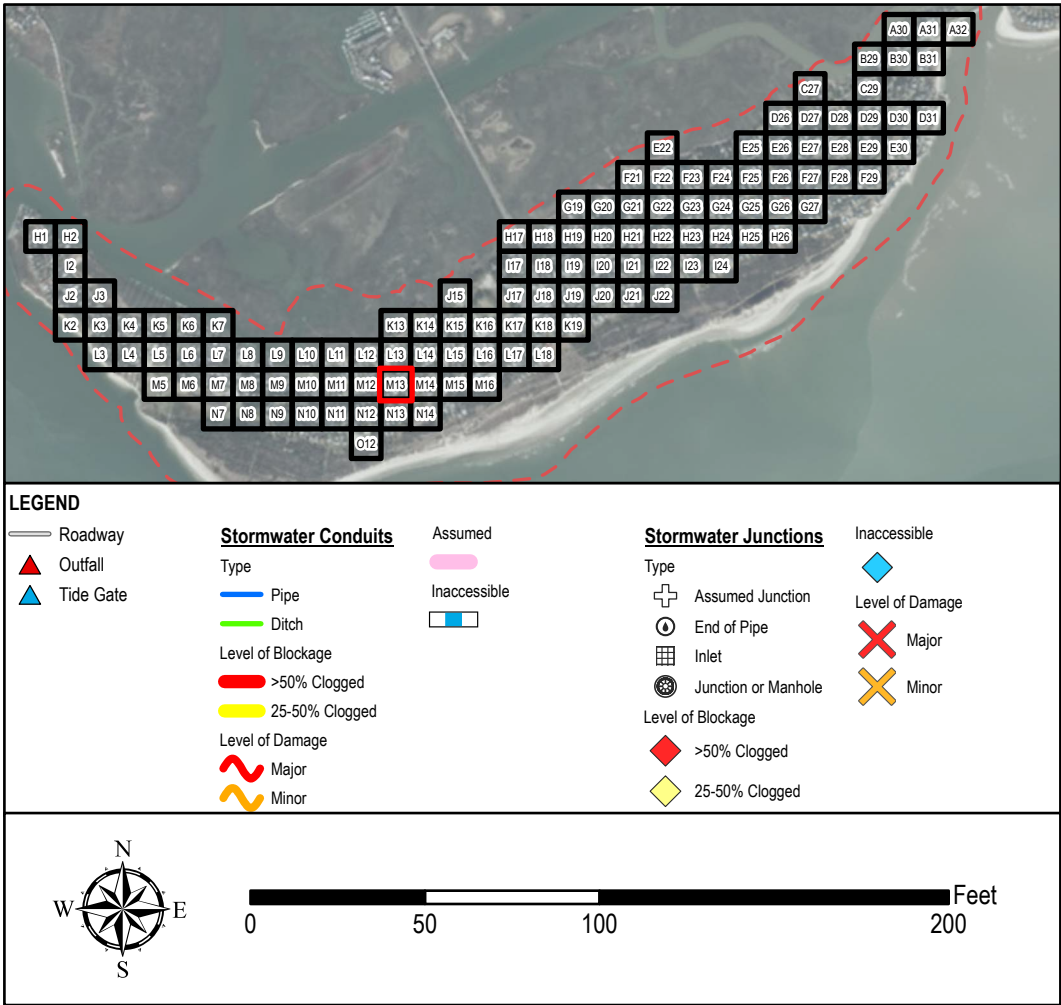 A30 A31 A32
B29 B30 B31
C27 C29
D26 D27 D28 D29 D30 D31
E22 E25 E26 E27 E28 E29 E30
F21 F22 F23 F24 F25 F26 F27 F28 F29
G19 G20 G21 G22 G23 G24 G25 G26 G27
H1 H2 H17 H18 H19 H20 H21 H22 H23 H24 H25 H26
I2 I17 I18 I19 I20 I21 I22 I23 I24
J2 J3 J15 J17 J18 J19 J20 J21 J22
K2 K3 K4 K5 K6 K7 K13 K14 K15 K16 K17 K18 K19
L3 L4 L5 L6 L7 L8 L9 L10 L11 L12 L13 L14 L15 L16 L17 L18
M5 M6 M7 M8 M9 M10 M11 M12 M13 M14 M15 M16
N7 N8 N9 N10 N11 N12 N13 N14
O12
LEGEND
Roadway
Outfall
Tide Gate
Stormwater Conduits
Type
Pipe
Ditch
Level of Blockage
>50% Clogged
25-50% Clogged
Level of Damage
Major
Minor
Assumed
Inaccessible
Stormwater Junctions
Type
Assumed Junction
End of Pipe
Inlet
Junction or Manhole
Level of Blockage
>50% Clogged
25-50% Clogged
Inaccessible
Level of Damage
Major
Minor
N
W E
S
Feet
0 50 100 200